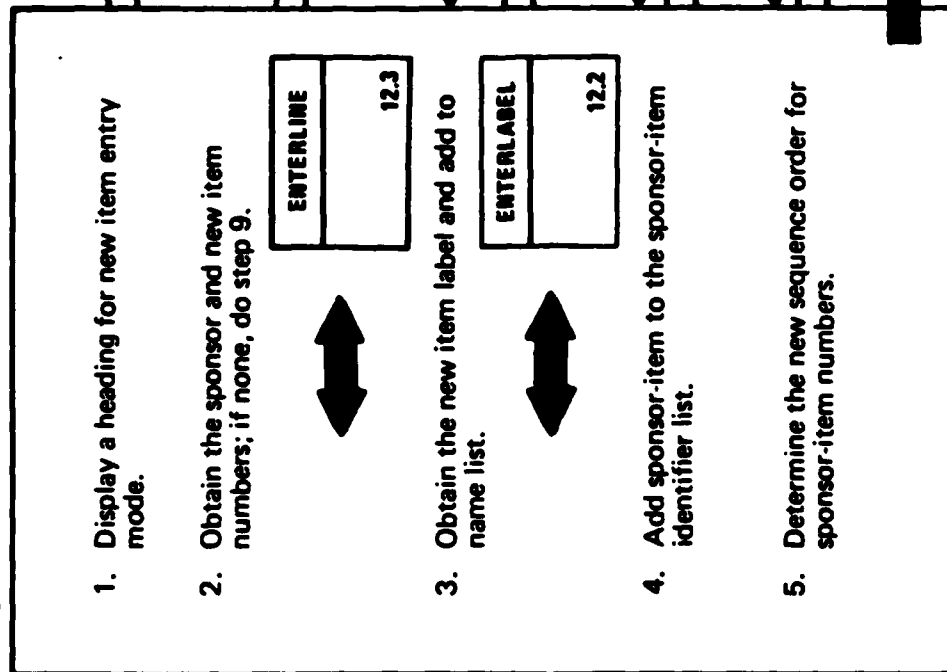 1. Display a heading for new item entry
mode.
2. Obtain the sponsor and new item
numbers; if none, do step 9.
ENTERLINE
12.3
3. Obtain the new item label and add to
name list.
ENTERLABEL
12.2
4. Add sponsor-item to the sponsor-item
identifier list.
5. Determine the new sequence order for
sponsor-item numbers.